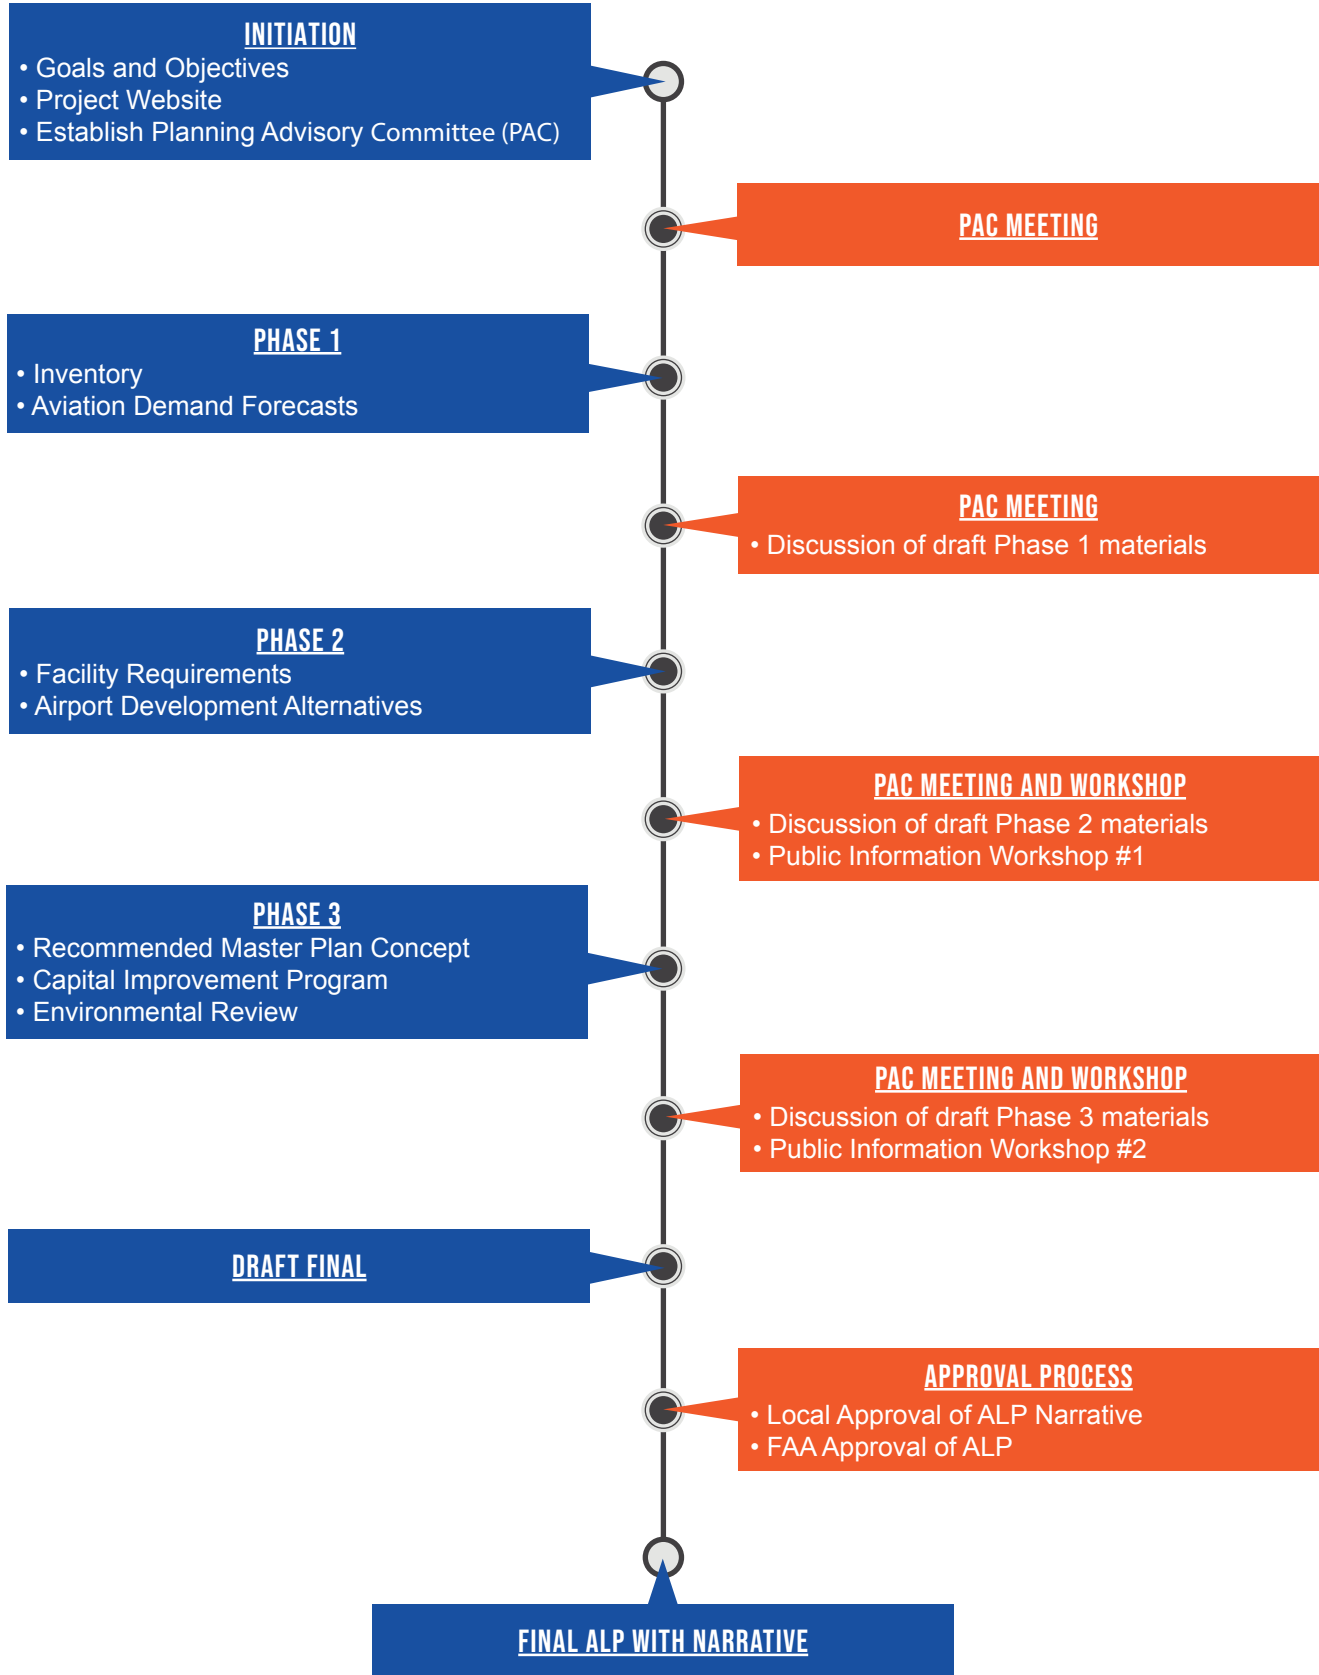 INITIATION
• Goals and Objectives
• Project Website
• Establish Planning Advisory Committee (PAC)
PAC MEETING
PHASE 1
• Inventory
• Aviation Demand Forecasts
PAC MEETING
• Discussion of draft Phase 1 materials
PHASE 2
• Facility Requirements
• Airport Development Alternatives
PAC MEETING AND WORKSHOP
• Discussion of draft Phase 2 materials
• Public Information Workshop #1
PHASE 3
• Recommended Master Plan Concept
• Capital Improvement Program
• Environmental Review
PAC MEETING AND WORKSHOP
• Discussion of draft Phase 3 materials
• Public Information Workshop #2
DRAFT FINAL
APPROVAL PROCESS
• Local Approval of ALP Narrative
• FAA Approval of ALP
FINAL ALP WITH NARRATIVE